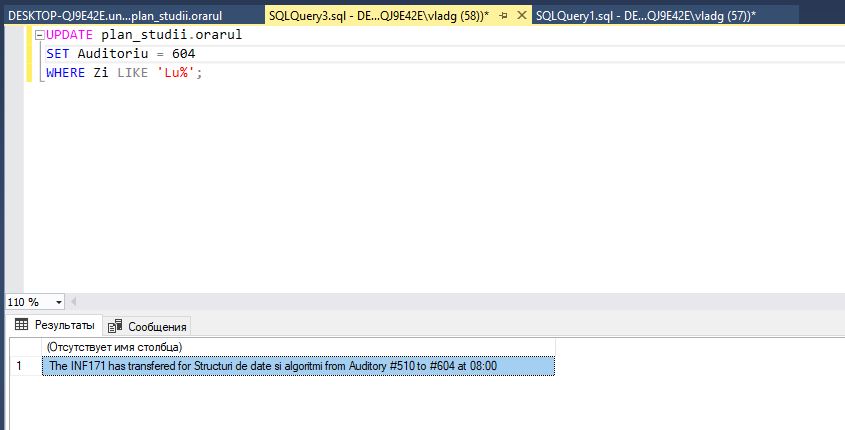 DESKTOP-QJ9E42E.un...plan_studii.orarul
SQLQuery3.sql - DE...QJ9E42E\vladg (58))*
SQLQuery1.sql - DE...QJ9E42E\vladg (57))*
UPDATE plan_studii.orarul
SET Auditoriu = 604
WHERE Zi LIKE 'Lu%';
110 %
Результаты
Сообщения
(Отсутствует имя столбца)
1 The INF171 has transfered for Structuri de date si algoritmi from Auditory #510 to #604 at 08:00